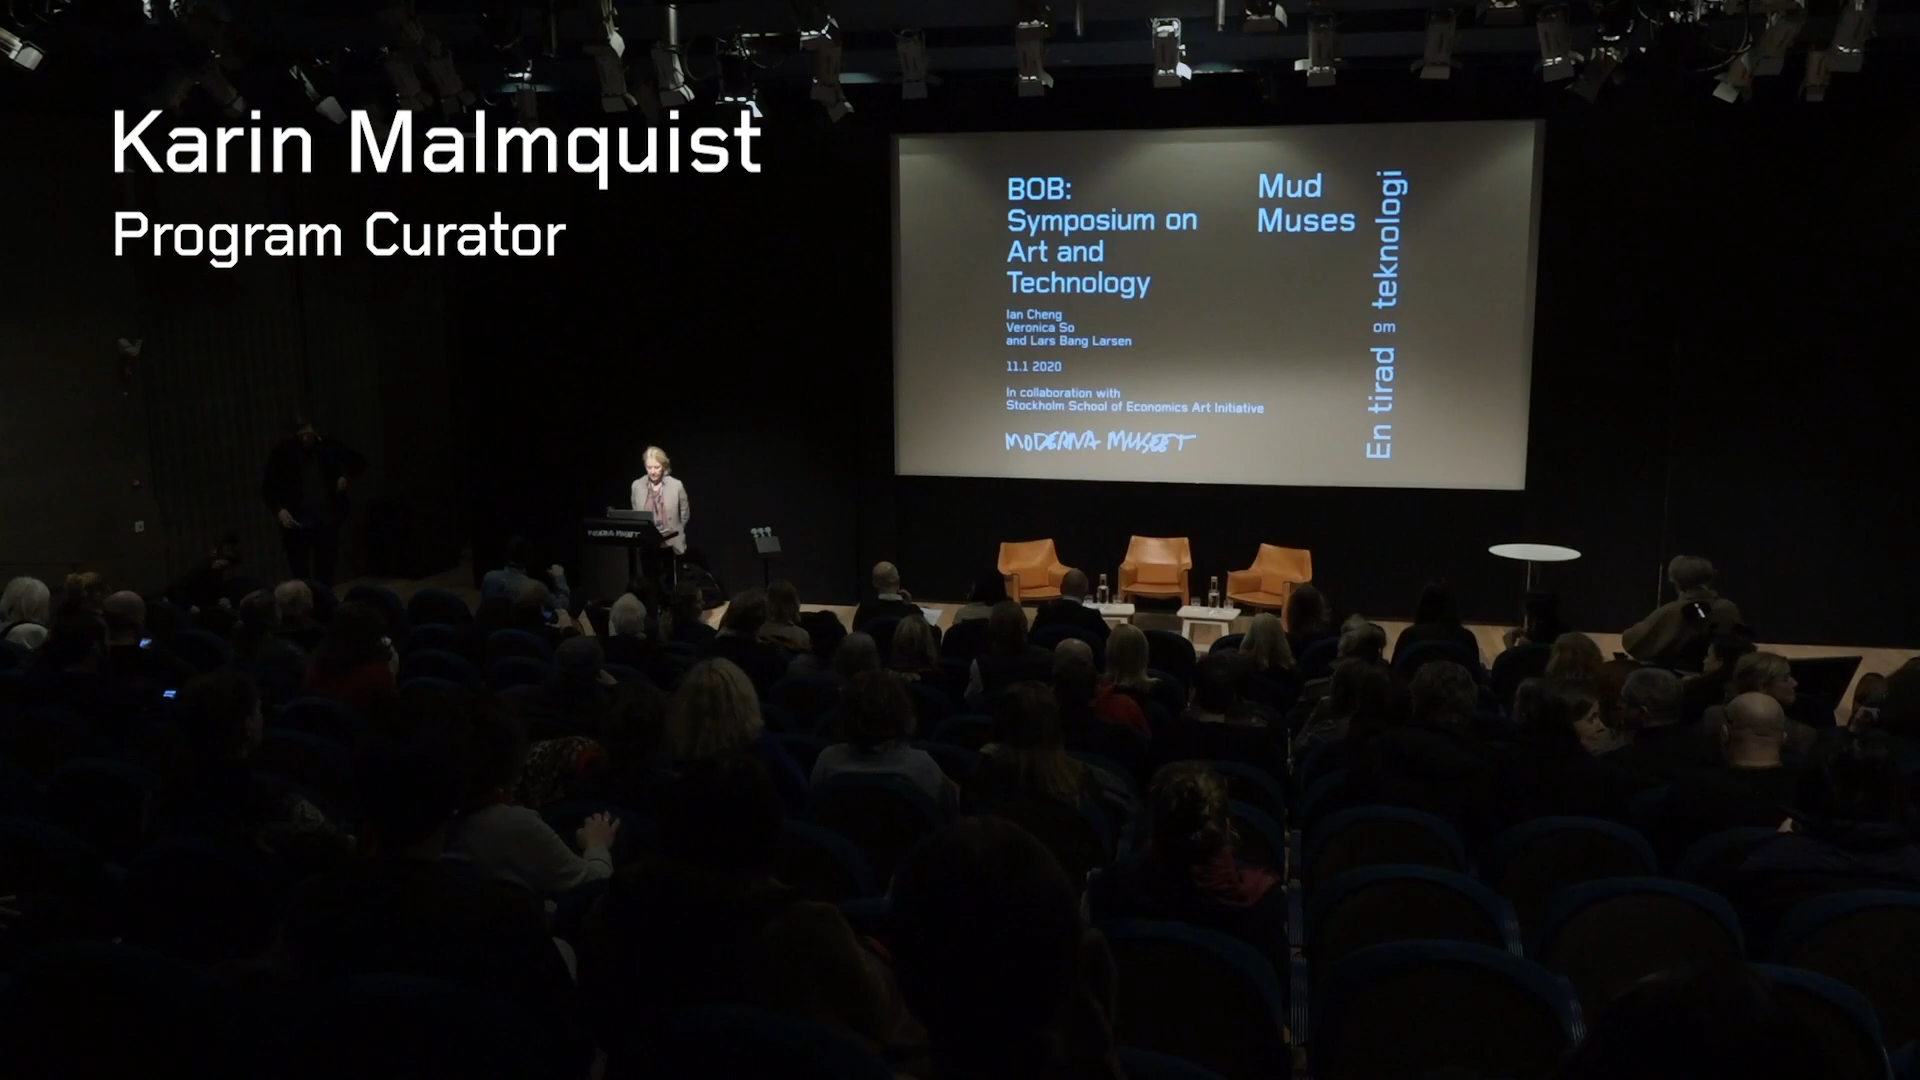 Karin Malmquist
Program Curator
BOB:
Symposium on
Art and
Technology
Ian Cheng
Veronica So
and Lars Bang Larsen
11.1 2020
In collaboration with
Stockholm School of Economics Art Initiative
MODERNA MUSEET
Mud
Muses
En tirad om teknologi
MODERNA MUSEET